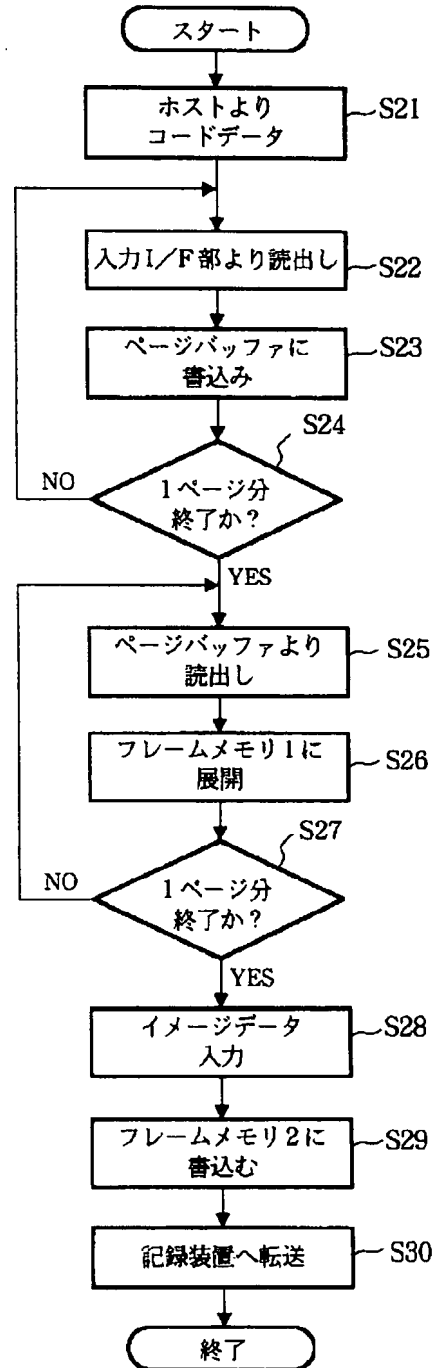 スタート
ホストより
コードデータ
S21
入力I/F部より読出し
S22
ページバッファに
書込み
S23
S24
1ページ分
終了か?
NO
YES
ページバッファより
読出し
S25
フレームメモリ1に
展開
S26
S27
1ページ分
終了か?
NO
YES
イメージデータ
入力
S28
フレームメモリ2に
書込む
S29
記録装置へ転送
S30
終了